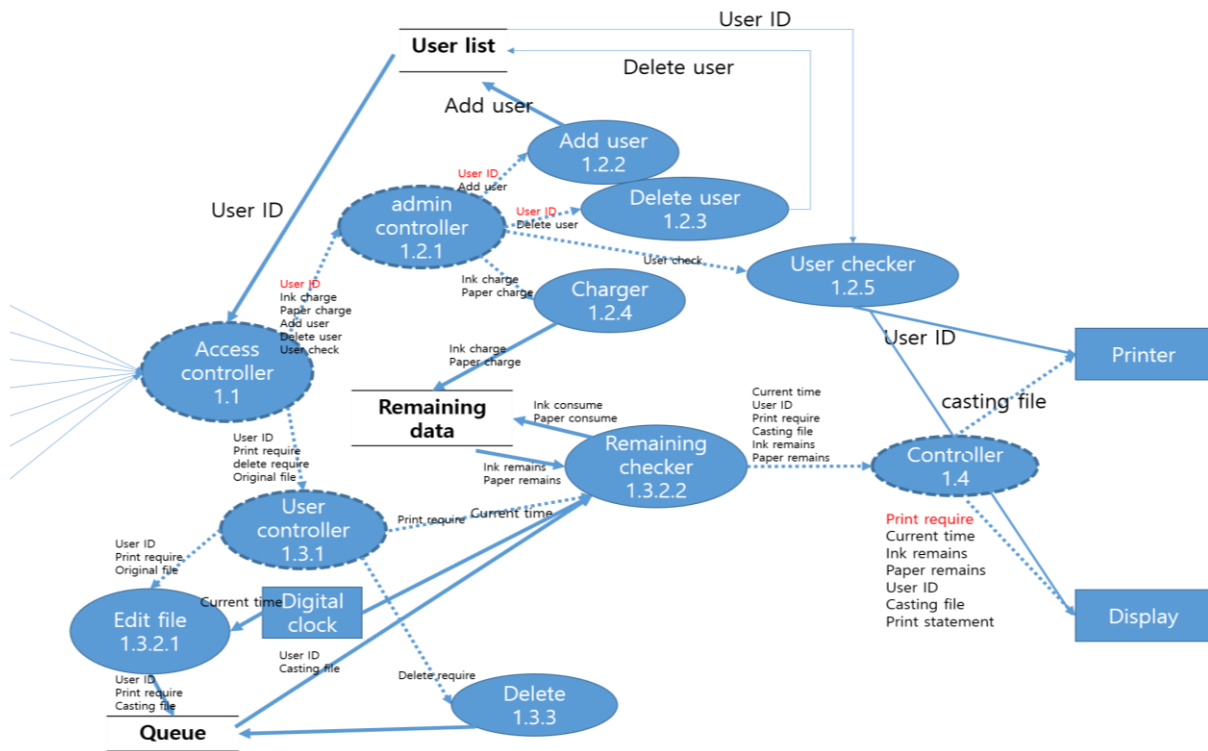 User ID
User list
Delete user
Add user
Add user
1.2.2
User ID
Add user
Delete user
1.2.3
User ID
Delete user
User ID
admin
controller
1.2.1
User check
User checker
1.2.5
Ink charge
Paper charge
Charger
1.2.4
User ID
Ink charge
Paper charge
Add user
Delete user
User check
Access
controller
1.1
User ID
Printer
Ink charge
Paper charge
casting file
Remaining
data
Ink consume
Paper consume
Current time
User ID
Print require
Casting file
Ink remains
Paper remains
Remaining
checker
1.3.2.2
Controller
1.4
User ID
Print require
delete require
Original file
Ink remains
Paper remains
User
controller
1.3.1
Print require
Current time
Print require
Current time
Ink remains
Paper remains
User ID
Casting file
Print statement
User ID
Print require
Original file
Current time
Digital
clock
Edit file
1.3.2.1
Display
User ID
Casting file
User ID
Print require
Casting file
Delete require
Delete
1.3.3
Queue